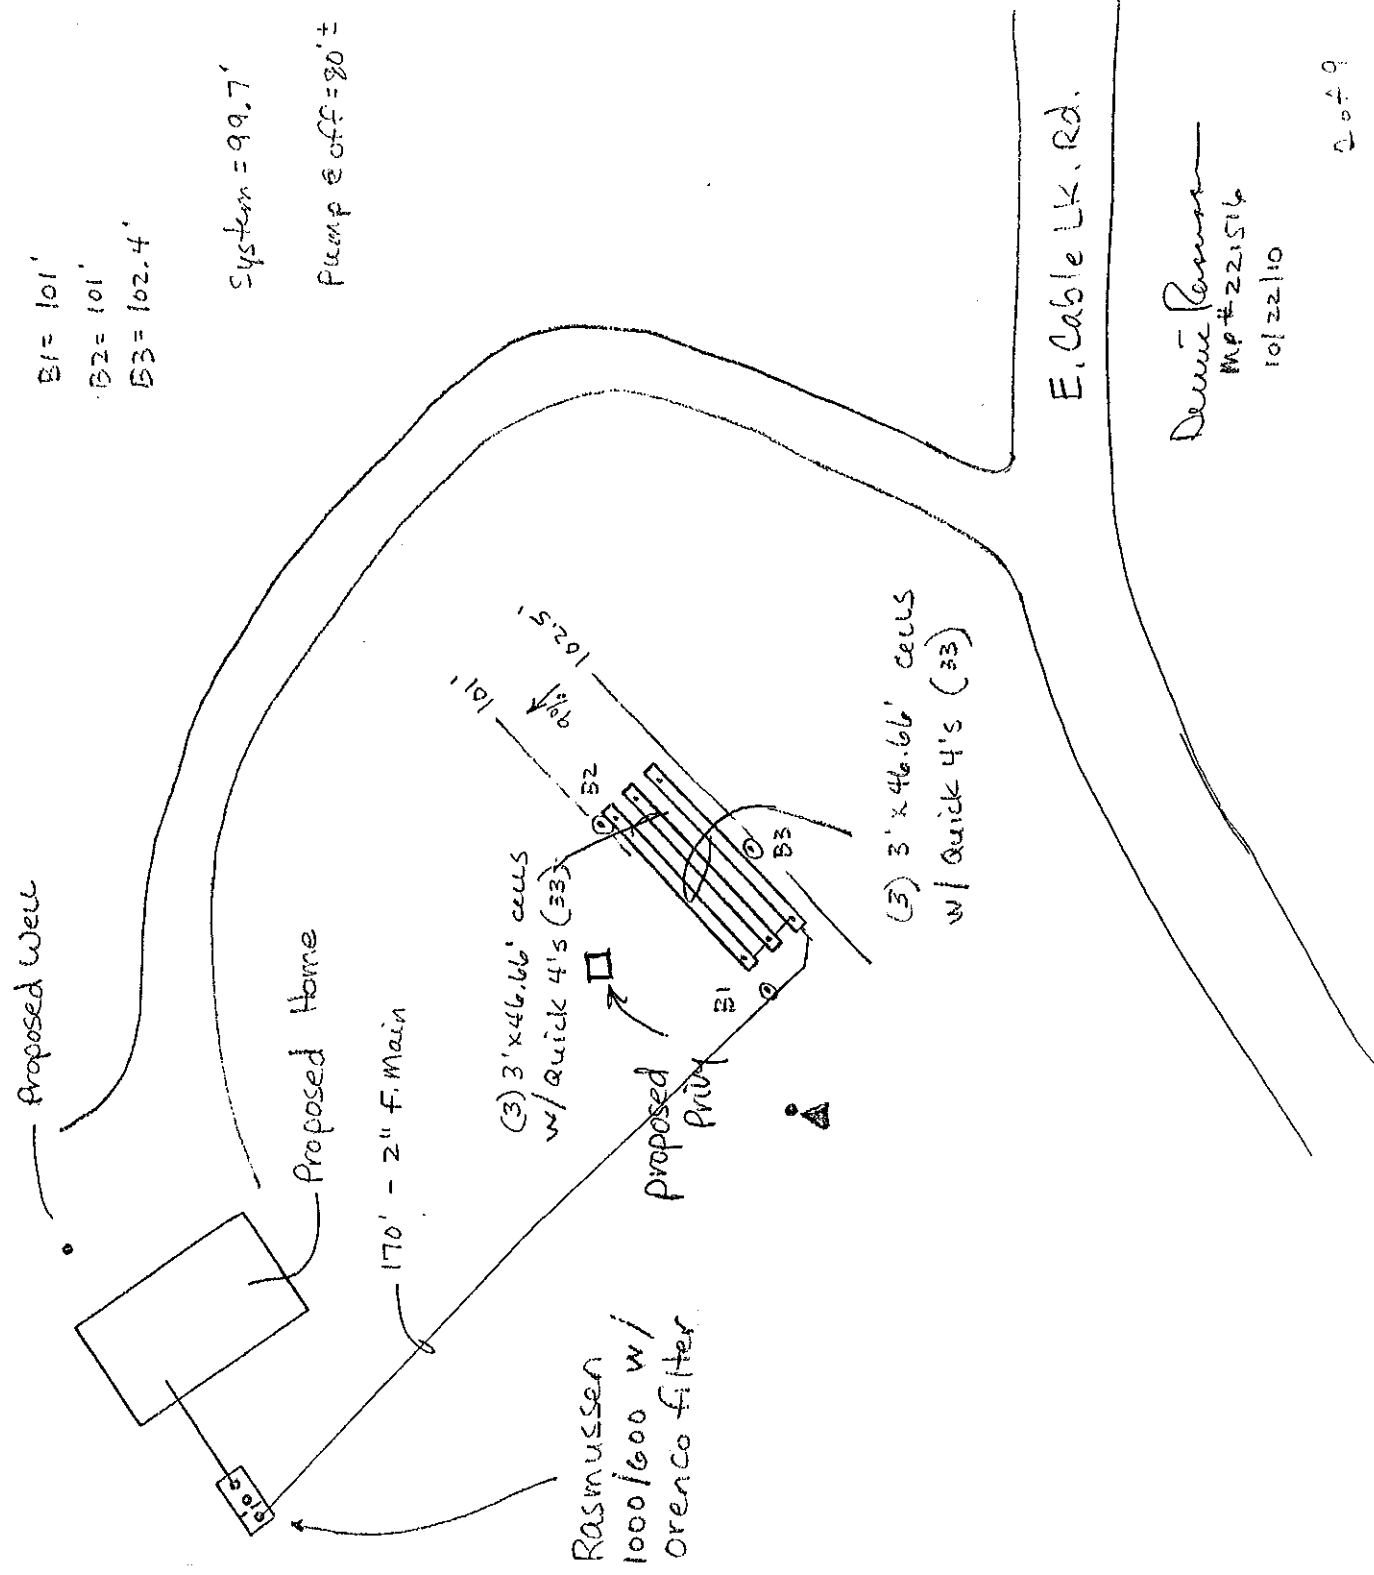 Proposed Well
Proposed Home
170' - 2" F. Main
Rasmussen
1000/600 w/
orenco filter
(3) 3' x 46.66' cells
w/ Quick 4's (33)
proposed
privy
B1
B2
B3
101'
9%
102.5'
(3) 3' x 46.66' cells
w/ Quick 4's (33)
B1 = 101'
B2 = 101'
B3 = 102.4'
System = 99.7'
Pump @ off = 80' ±
E. Cable Lk. Rd.
Rasmussen
MP # 221516
10/22/10
2 of 9